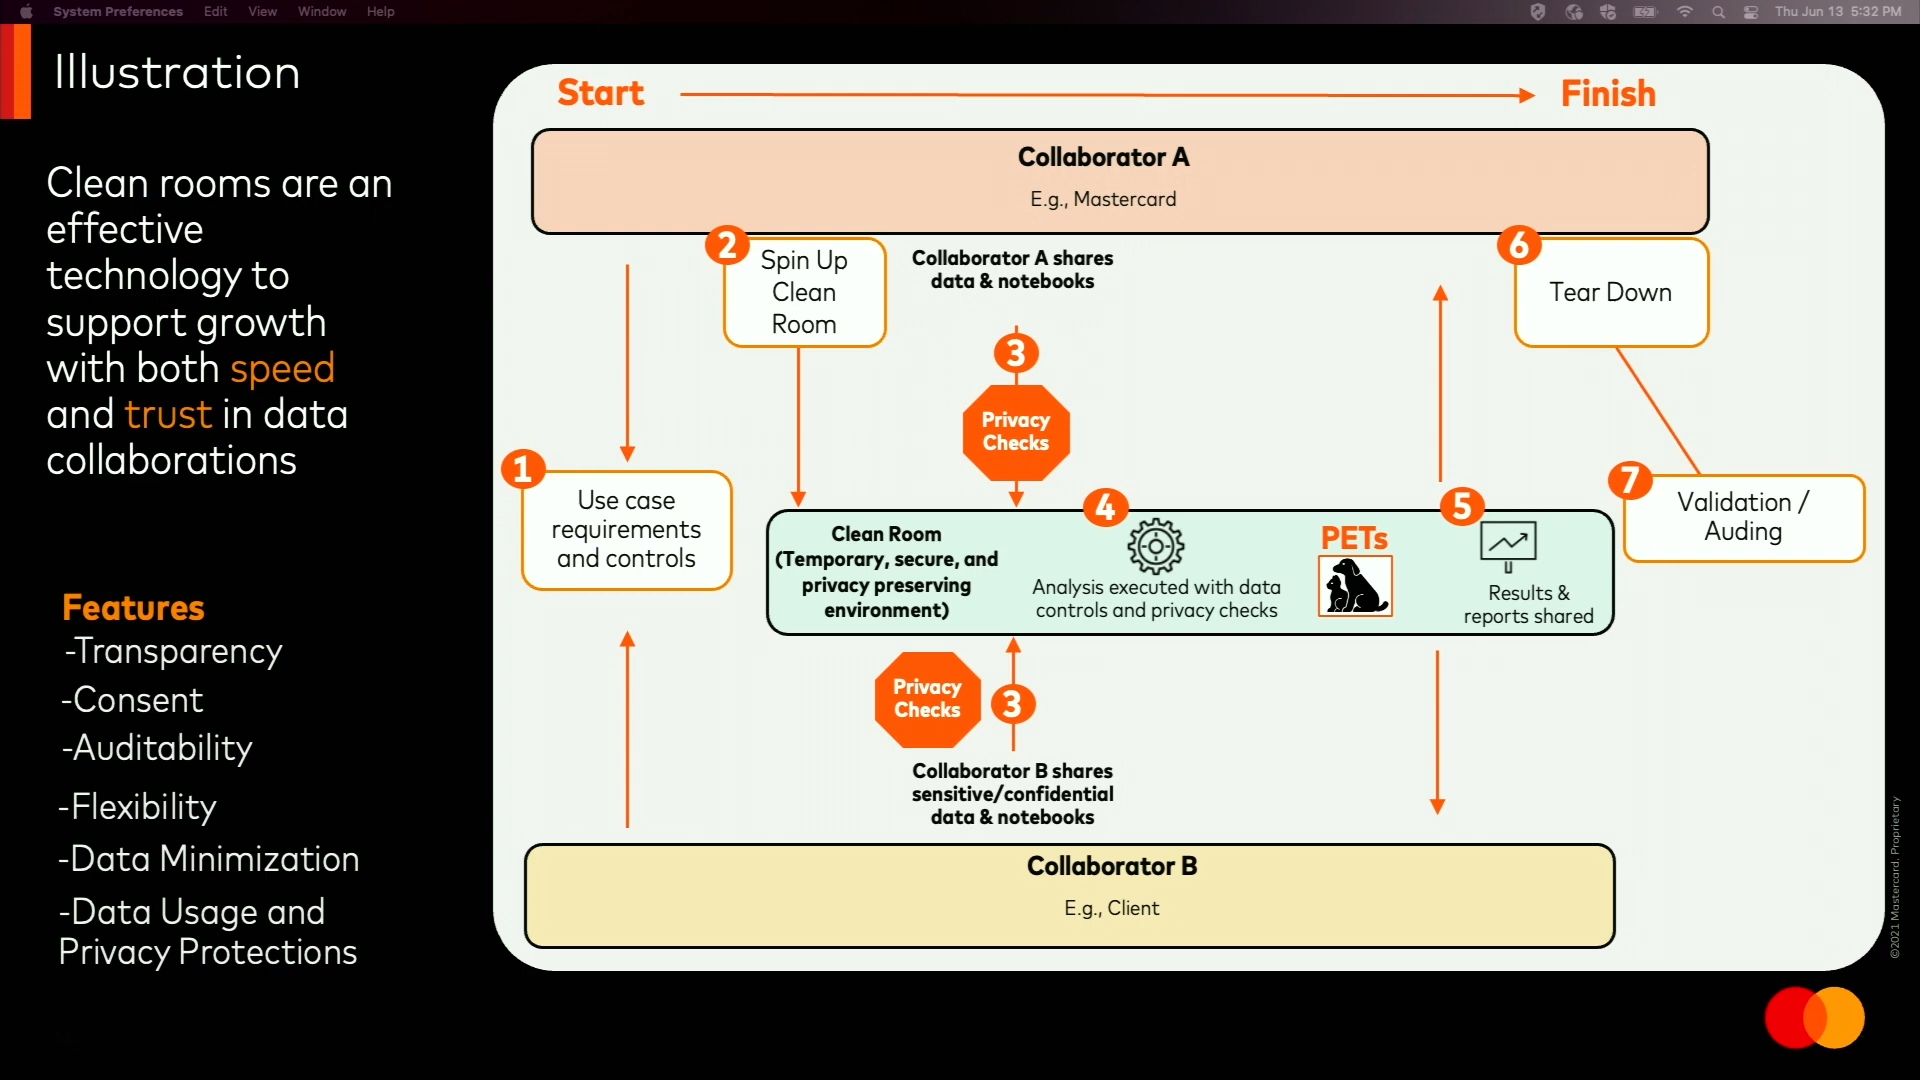 System Preferences Edit View Window Help
Thu Jun 13 5:32 PM
Illustration
Clean rooms are an
effective
technology to
support growth
with both speed
and trust in data
collaborations
Features
-Transparency
-Consent
-Auditability
-Flexibility
-Data Minimization
-Data Usage and
Privacy Protections
Start
Finish
Collaborator A
E.g., Mastercard
2
Spin Up
Clean
Room
Collaborator A shares
data & notebooks
6
Tear Down
3
Privacy
Checks
1
Use case
requirements
and controls
Clean Room
(Temporary, secure, and
privacy preserving
environment)
4
Analysis executed with data
controls and privacy checks
PETs
5
Results &
reports shared
7
Validation /
Auding
Privacy
Checks
3
Collaborator B shares
sensitive/confidential
data & notebooks
Collaborator B
E.g., Client
©2021 Mastercard. Proprietary